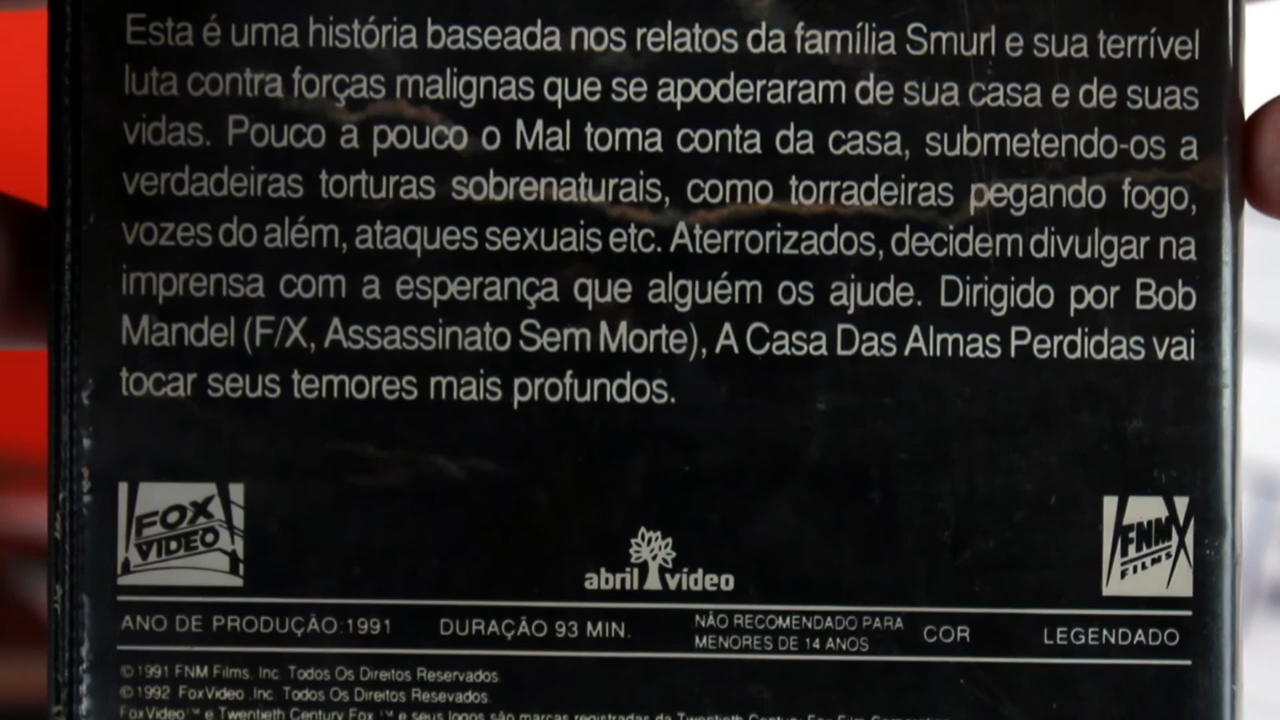 Esta é uma história baseada nos relatos da família Smurl e sua terrível
luta contra forças malignas que se apoderaram de sua casa e de suas
vidas. Pouco a pouco o Mal toma conta da casa, submetendo-os a
verdadeiras torturas sobrenaturais, como torradeiras pegando fogo,
vozes do além, ataques sexuais etc. Aterrorizados, decidem divulgar na
imprensa com a esperança que alguém os ajude. Dirigido por Bob
Mandel (F/X, Assassinato Sem Morte), A Casa Das Almas Perdidas vai
tocar seus temores mais profundos.
FOX
VIDEO
abril vídeo
FNM
FILMS
ANO DE PRODUÇÃO:1991 DURAÇÃO 93 MIN. NÃO RECOMENDADO PARA
MENORES DE 14 ANOS COR LEGENDADO
©1991 FNM Films, Inc. Todos Os Direitos Reservados
©1992 FoxVideo .Inc. Todos Os Direitos Resevados.
FoxVideo™ e Twentieth Century Fox ™ e seus logos são marcas registradas da Twentieth Century Fox Film